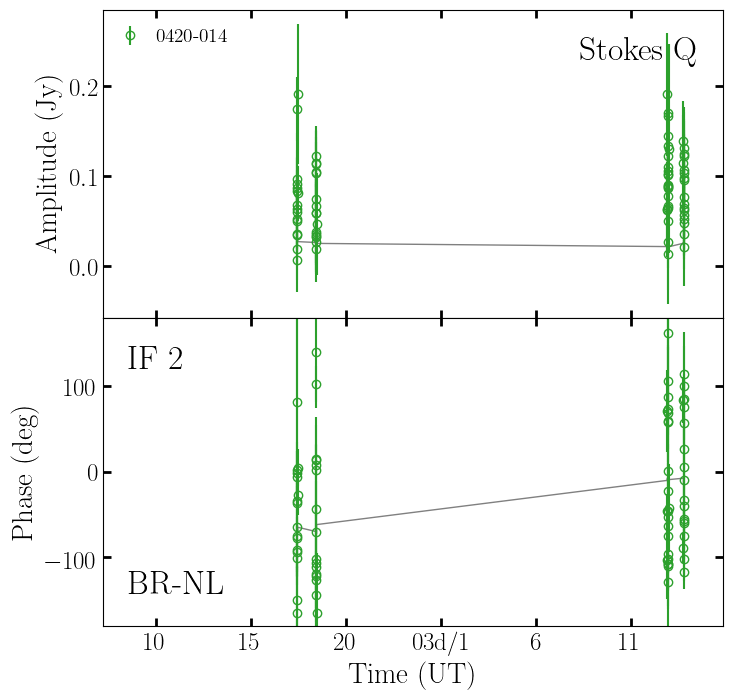 0420-014
Stokes Q
0.2
0.1
0.0
Amplitude (Jy)
IF 2
100
0
−100
Phase (deg)
BR-NL
10 15 20 03d/1 6 11
Time (UT)